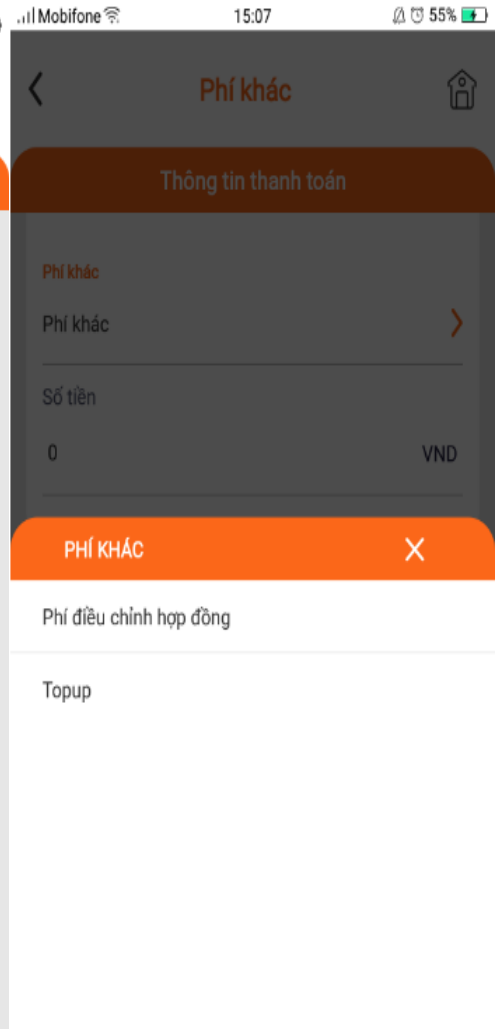 Mobifone 15:07 55%
Phí khác
Thông tin thanh toán
Phí khác
Phí khác
Số tiền
0 VND
PHÍ KHÁC
Phí điều chỉnh hợp đồng
Topup